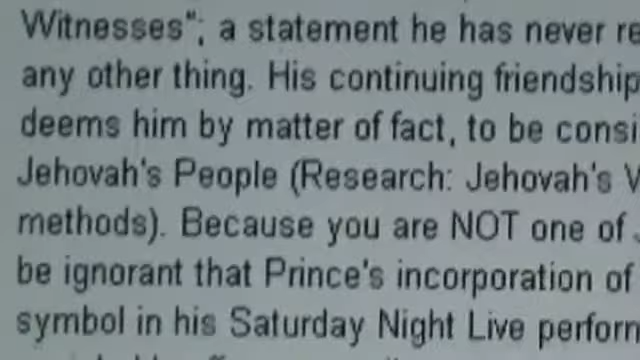 Witnesses"; a statement he has never re
any other thing. His continuing friendship
deems him by matter of fact, to be consi
Jehovah's People (Research: Jehovah's
methods). Because you are NOT one of
be ignorant that Prince's incorporation of
symbol in his Saturday Night Live perform